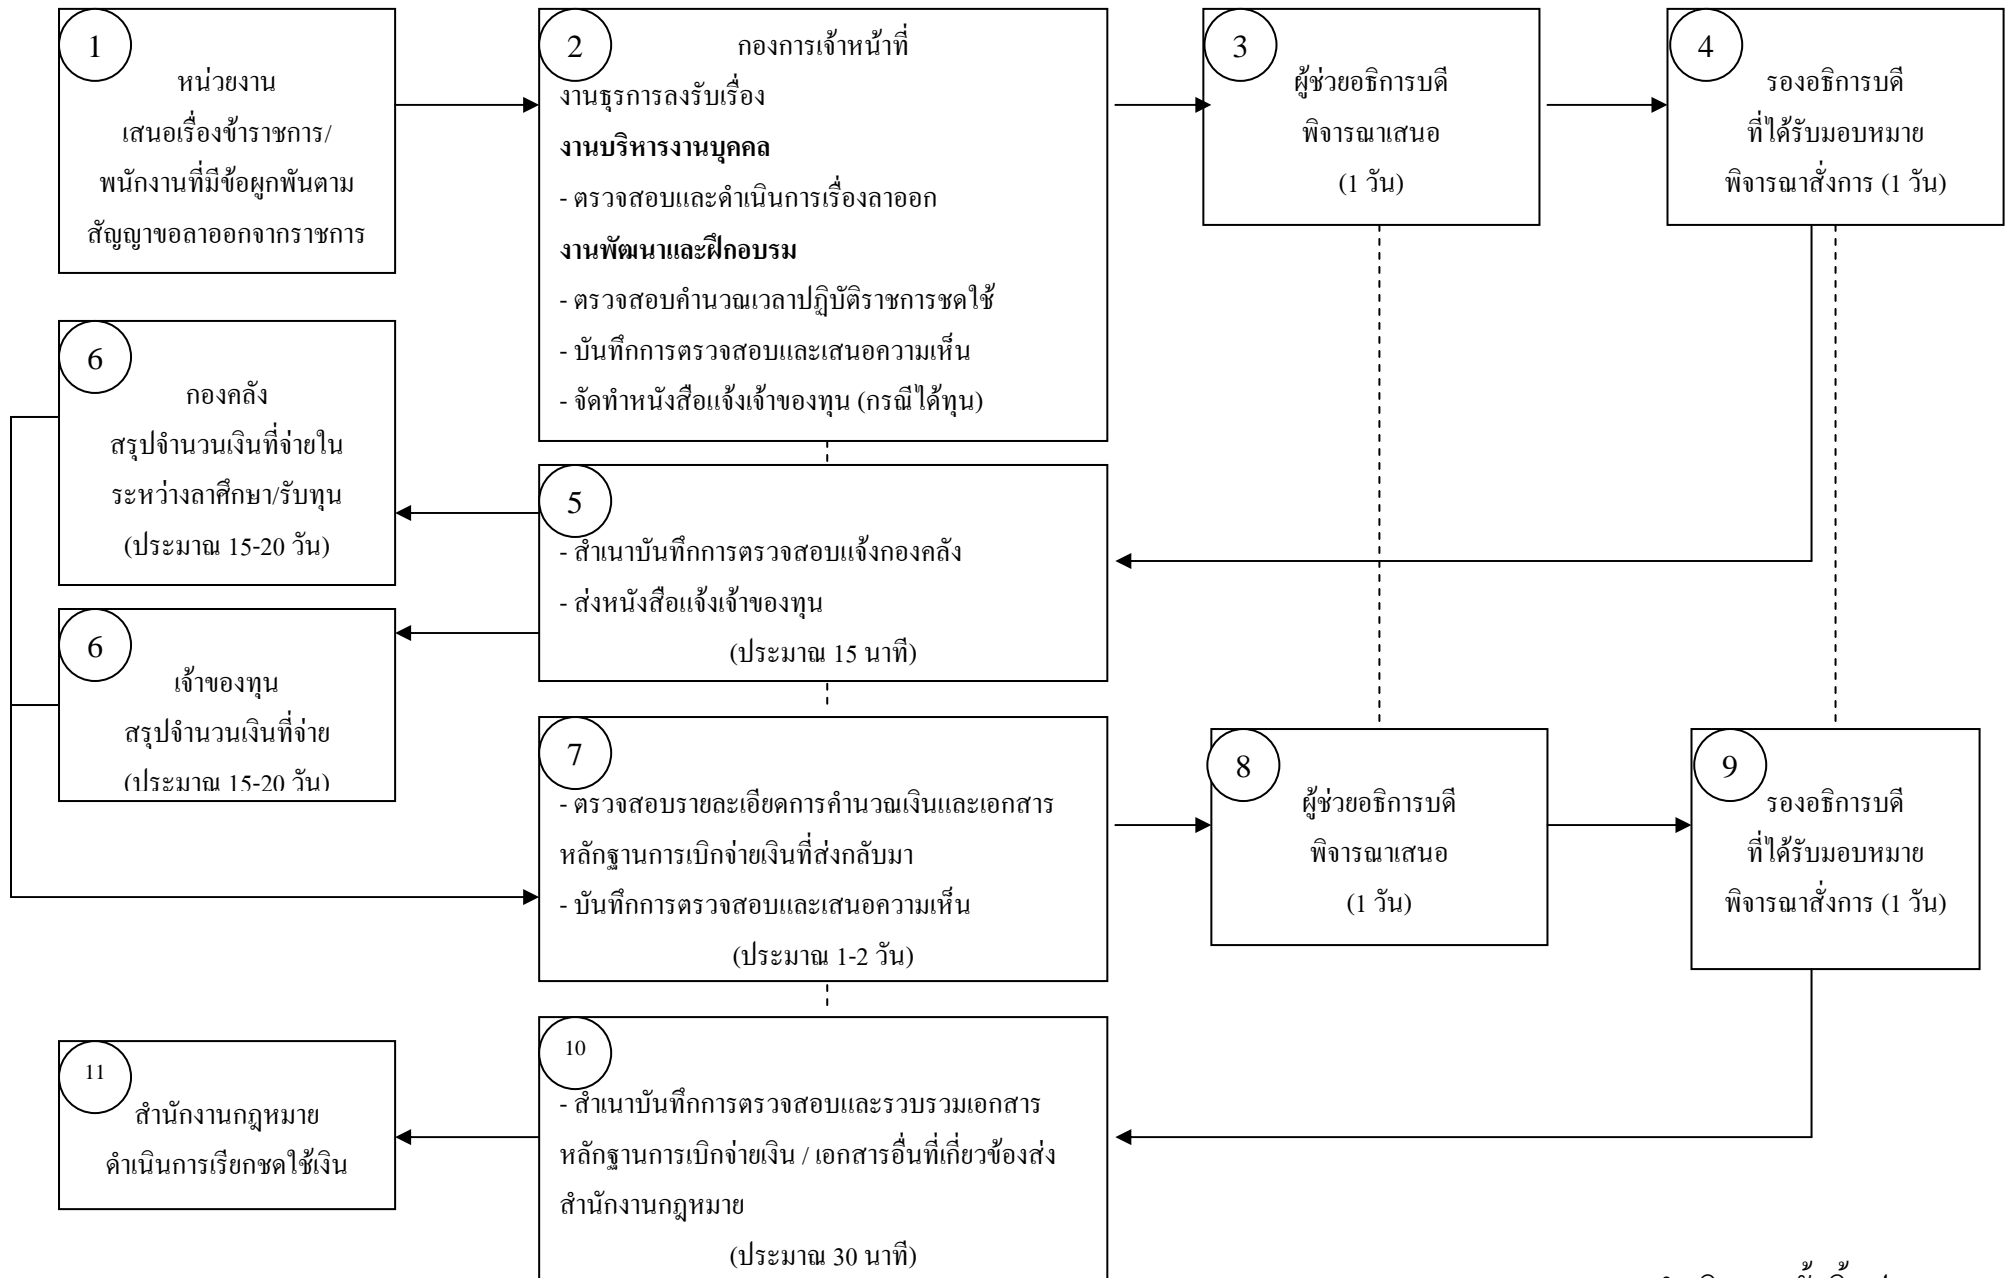 1
หน่วยงาน
เสนอเรื่องข้าราชการ/
พนักงานที่มีข้อผูกพันตาม
สัญญาขอลาออกจากราชการ
2
กองการเจ้าหน้าที่
งานธุรการลงรับเรื่อง
งานบริหารงานบุคคล
- ตรวจสอบและดำเนินการเรื่องลาออก
งานพัฒนาและฝึกอบรม
- ตรวจสอบคำนวณเวลาปฏิบัติราชการชดใช้
- บันทึกการตรวจสอบและเสนอความเห็น
- จัดทำหนังสือแจ้งเจ้าของทุน (กรณีได้ทุน)
3
ผู้ช่วยอธิการบดี
พิจารณาเสนอ
(1 วัน)
4
รองอธิการบดี
ที่ได้รับมอบหมาย
พิจารณาสั่งการ (1 วัน)
5
- สำเนาบันทึกการตรวจสอบแจ้งกองคลัง
- ส่งหนังสือแจ้งเจ้าของทุน
(ประมาณ 15 นาที)
6
กองคลัง
สรุปจำนวนเงินที่จ่ายใน
ระหว่างลาศึกษา/รับทุน
(ประมาณ 15-20 วัน)
6
เจ้าของทุน
สรุปจำนวนเงินที่จ่าย
(ประมาณ 15-20 วัน)
7
- ตรวจสอบรายละเอียดการคำนวณเงินและเอกสาร
หลักฐานการเบิกจ่ายเงินที่ส่งกลับมา
- บันทึกการตรวจสอบและเสนอความเห็น
(ประมาณ 1-2 วัน)
8
ผู้ช่วยอธิการบดี
พิจารณาเสนอ
(1 วัน)
9
รองอธิการบดี
ที่ได้รับมอบหมาย
พิจารณาสั่งการ (1 วัน)
10
- สำเนาบันทึกการตรวจสอบและรวบรวมเอกสาร
หลักฐานการเบิกจ่ายเงิน / เอกสารอื่นที่เกี่ยวข้องส่ง
สำนักงานกฎหมาย
(ประมาณ 30 นาที)
11
สำนักงานกฎหมาย
ดำเนินการเรียกชดใช้เงิน